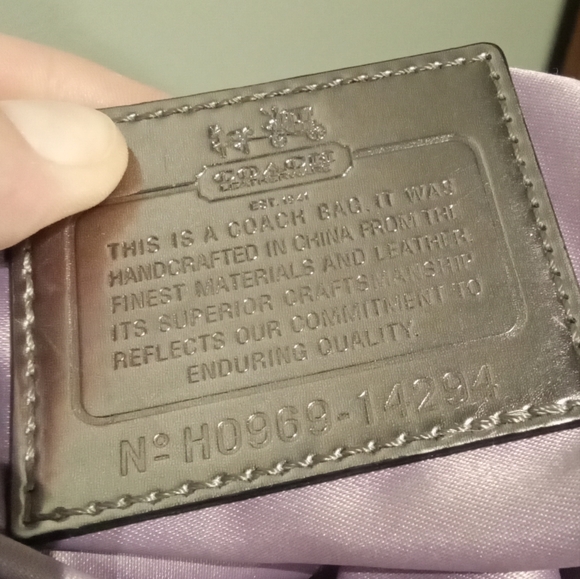 COACH
EST. 1941
THIS IS A COACH BAG. IT WAS
HANDCRAFTED IN CHINA FROM THE
FINEST MATERIALS AND LEATHER.
ITS SUPERIOR CRAFTSMANSHIP
REFLECTS OUR COMMITMENT TO
ENDURING QUALITY.
Nº H0969-14294